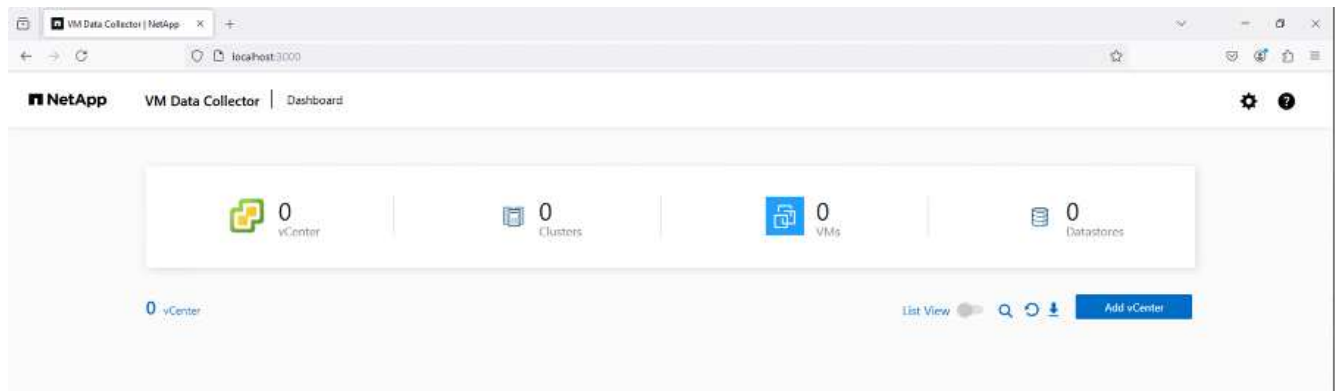 VM Data Collector | NetApp
localhost:3000
NetApp VM Data Collector | Dashboard
0 0 0 0
vCenter Clusters VMs Datastores
0 vCenter List View Add vCenter